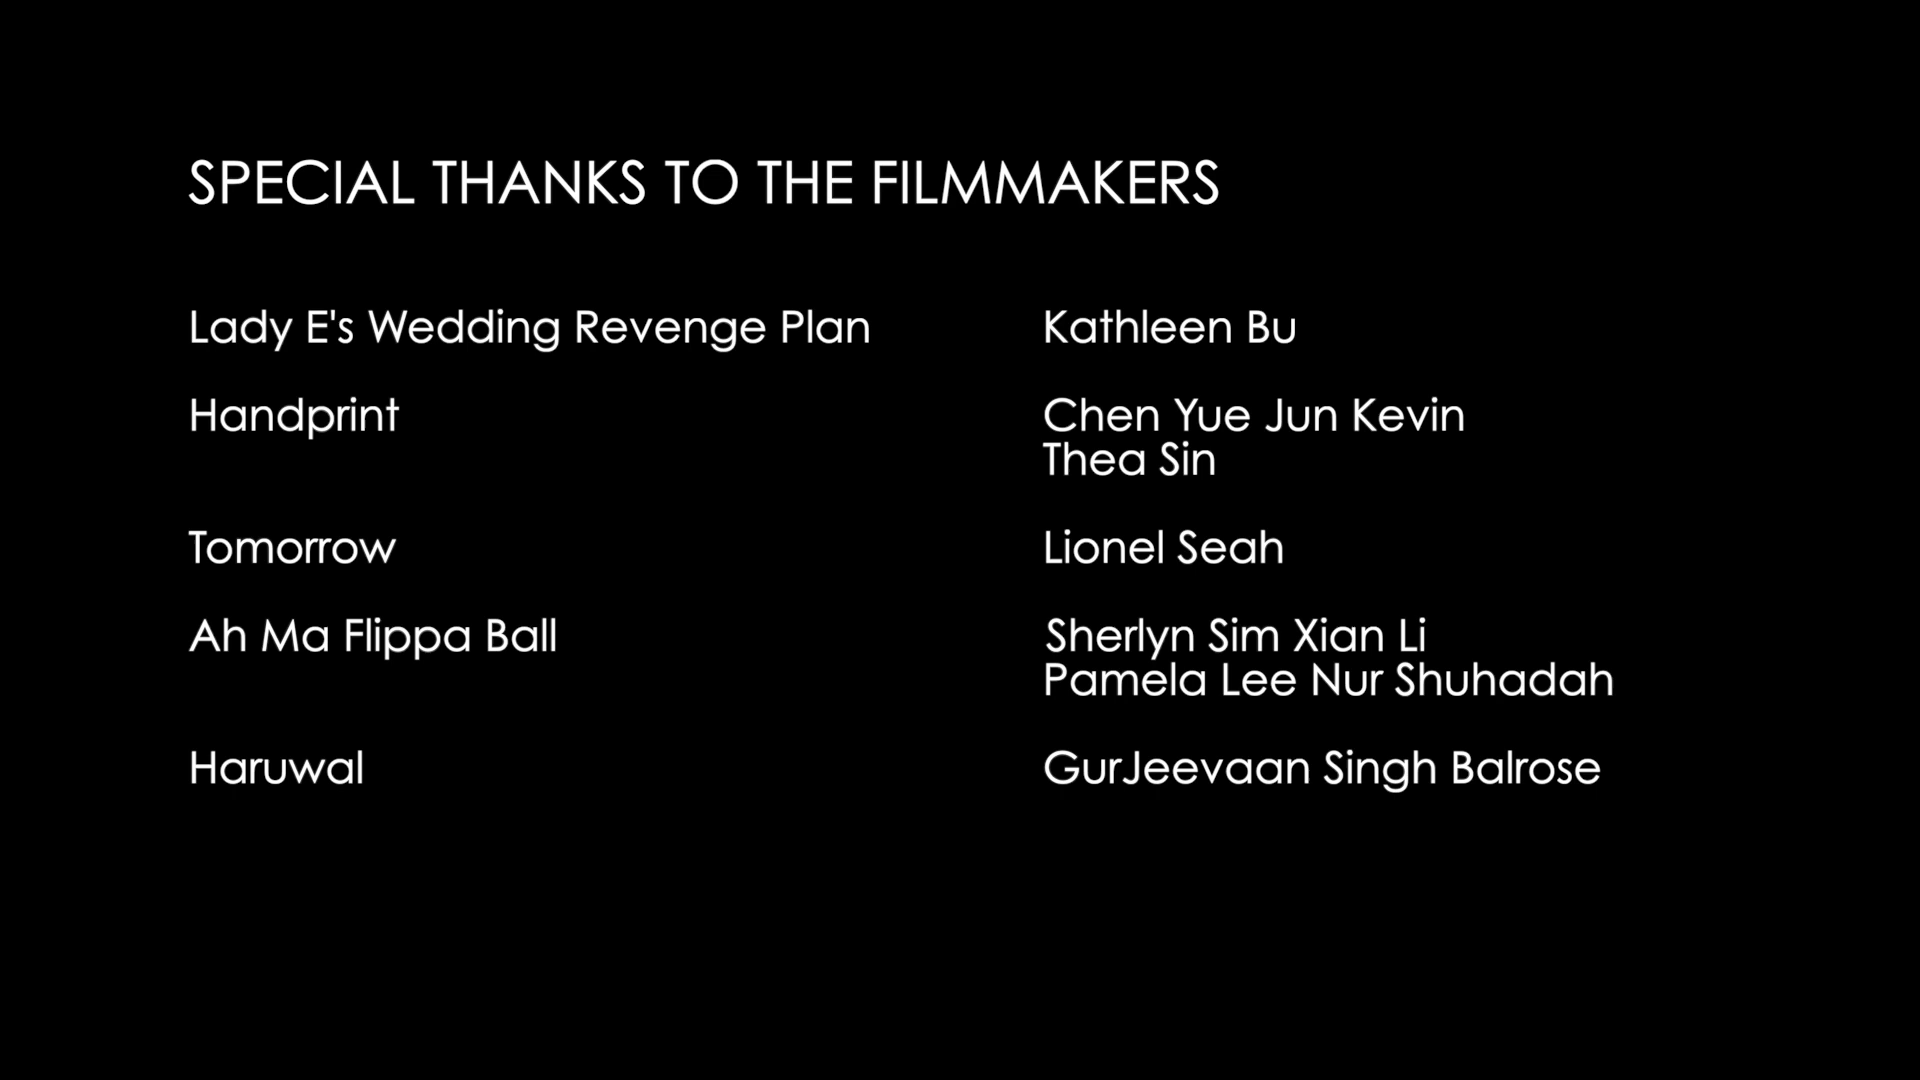 SPECIAL THANKS TO THE FILMMAKERS
Lady E's Wedding Revenge Plan Kathleen Bu
Handprint Chen Yue Jun Kevin
Thea Sin
Tomorrow Lionel Seah
Ah Ma Flippa Ball Sherlyn Sim Xian Li
Pamela Lee Nur Shuhadah
Haruwal GurJeevaan Singh Balrose